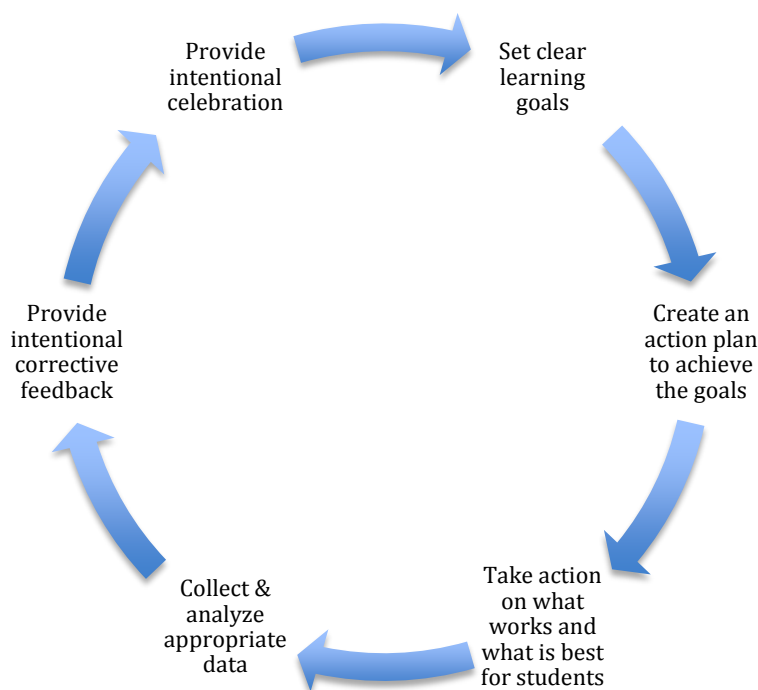 Provide
intentional
celebration
Set clear
learning
goals
Create an
action plan
to achieve
the goals
Take action
on what
works and
what is best
for students
Collect &
analyze
appropriate
data
Provide
intentional
corrective
feedback